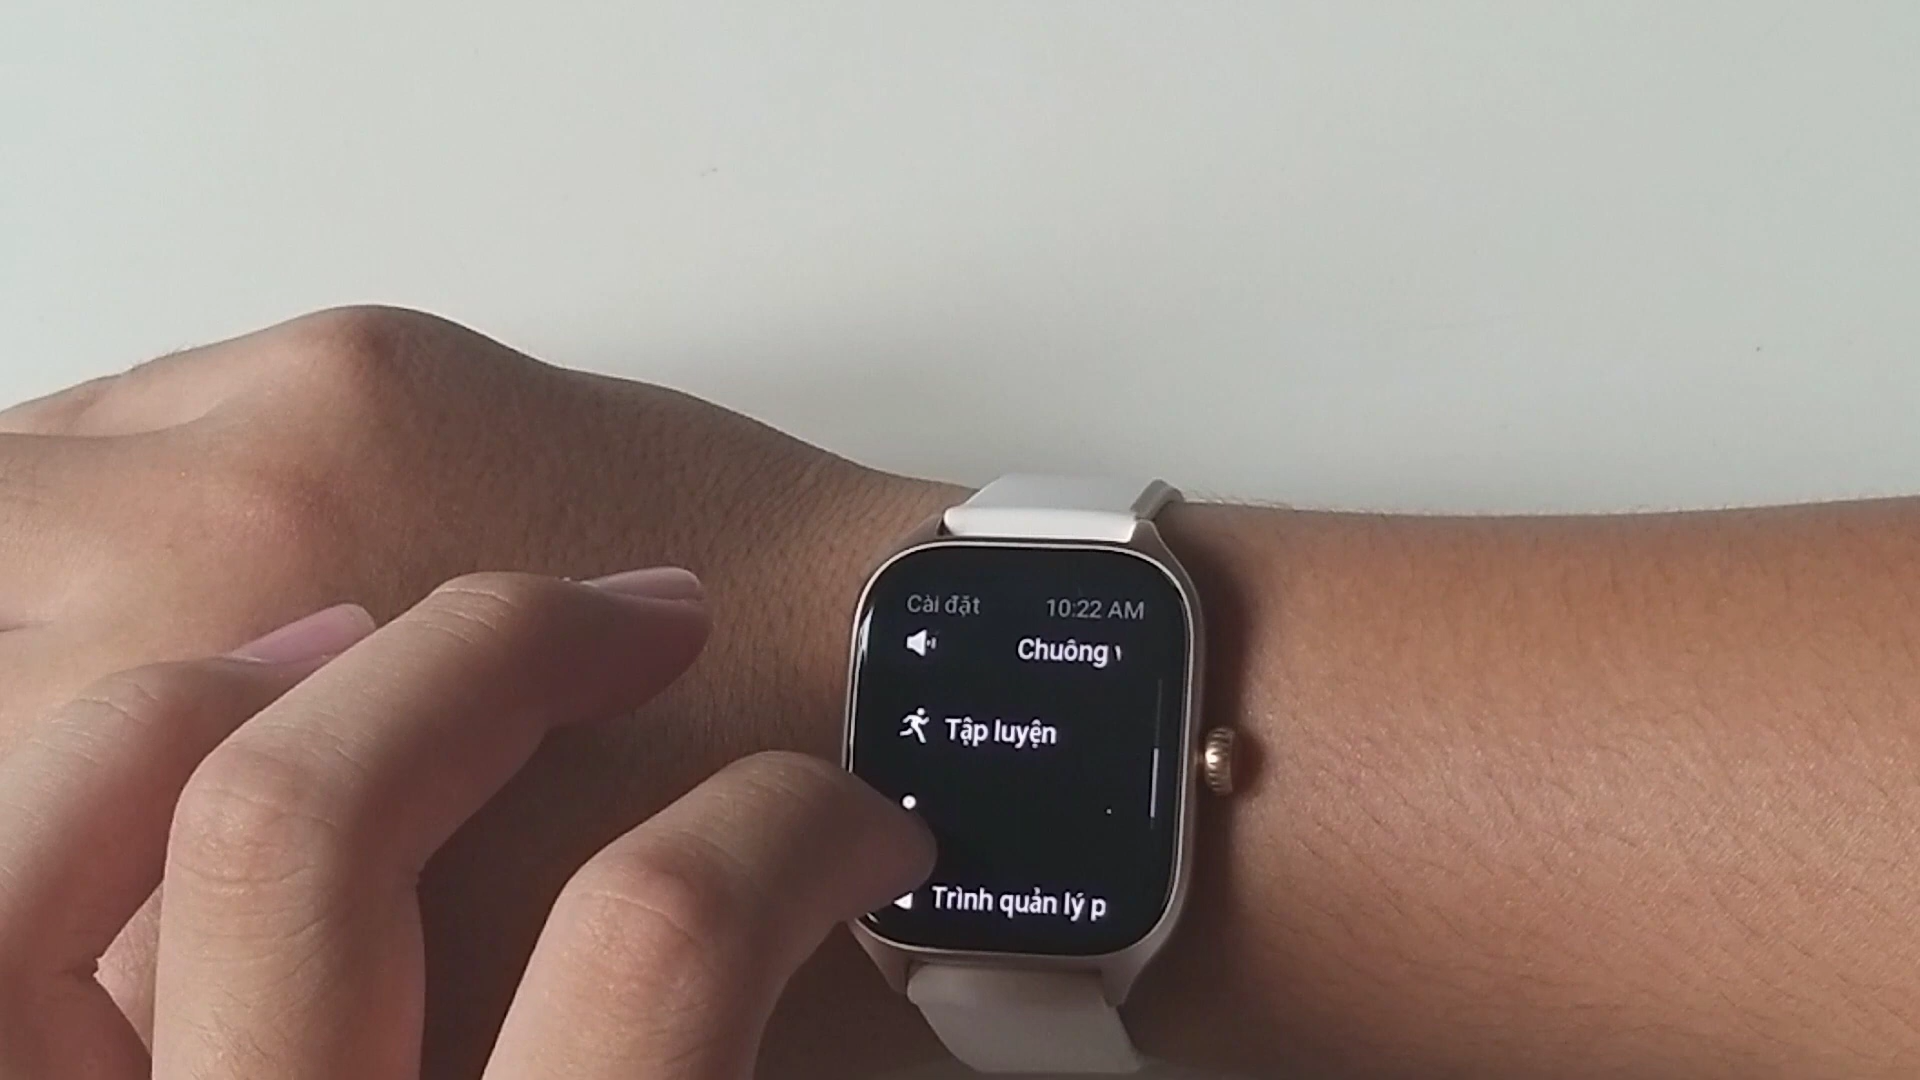 Cài đặt 10:22 AM
Chuông
Tập luyện
Trình quản lý p